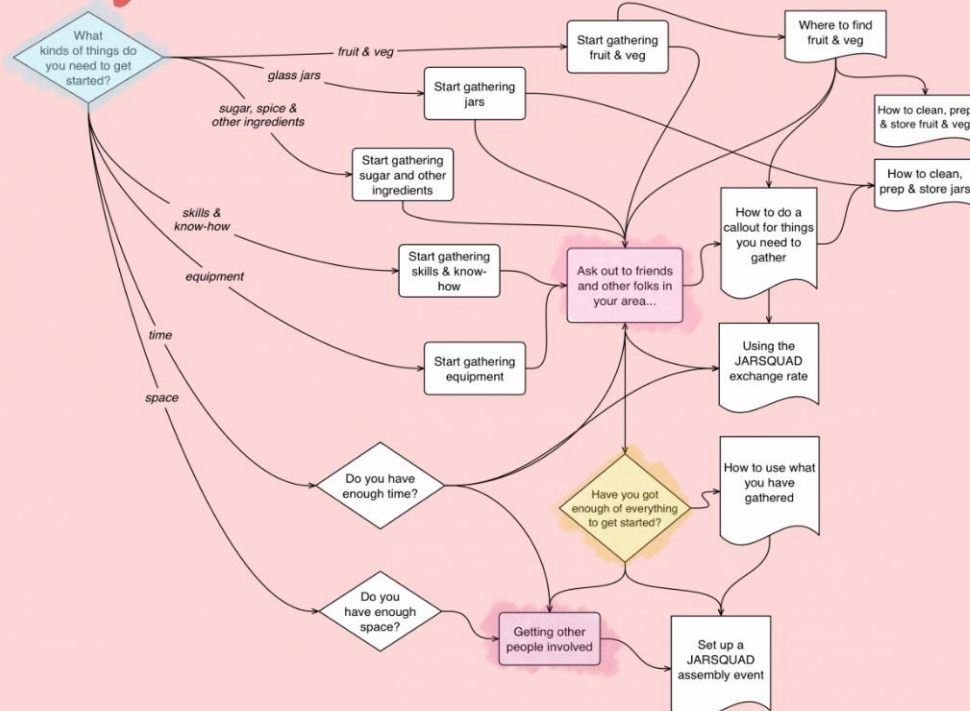 What
kinds of things do
you need to get
started?
fruit & veg
glass jars
sugar, spice &
other ingredients
skills &
know-how
equipment
time
space
Start gathering
fruit & veg
Where to find
fruit & veg
Start gathering
jars
How to clean, prep
& store fruit & veg
Start gathering
sugar and other
ingredients
How to clean,
prep & store jars
How to do a
callout for things
you need to
gather
Start gathering
skills & know-
how
Ask out to friends
and other folks in
your area...
Start gathering
equipment
Using the
JARSQUAD
exchange rate
Do you have
enough time?
Have you got
enough of everything
to get started?
How to use what
you have
gathered
Do you
have enough
space?
Getting other
people involved
Set up a
JARSQUAD
assembly event